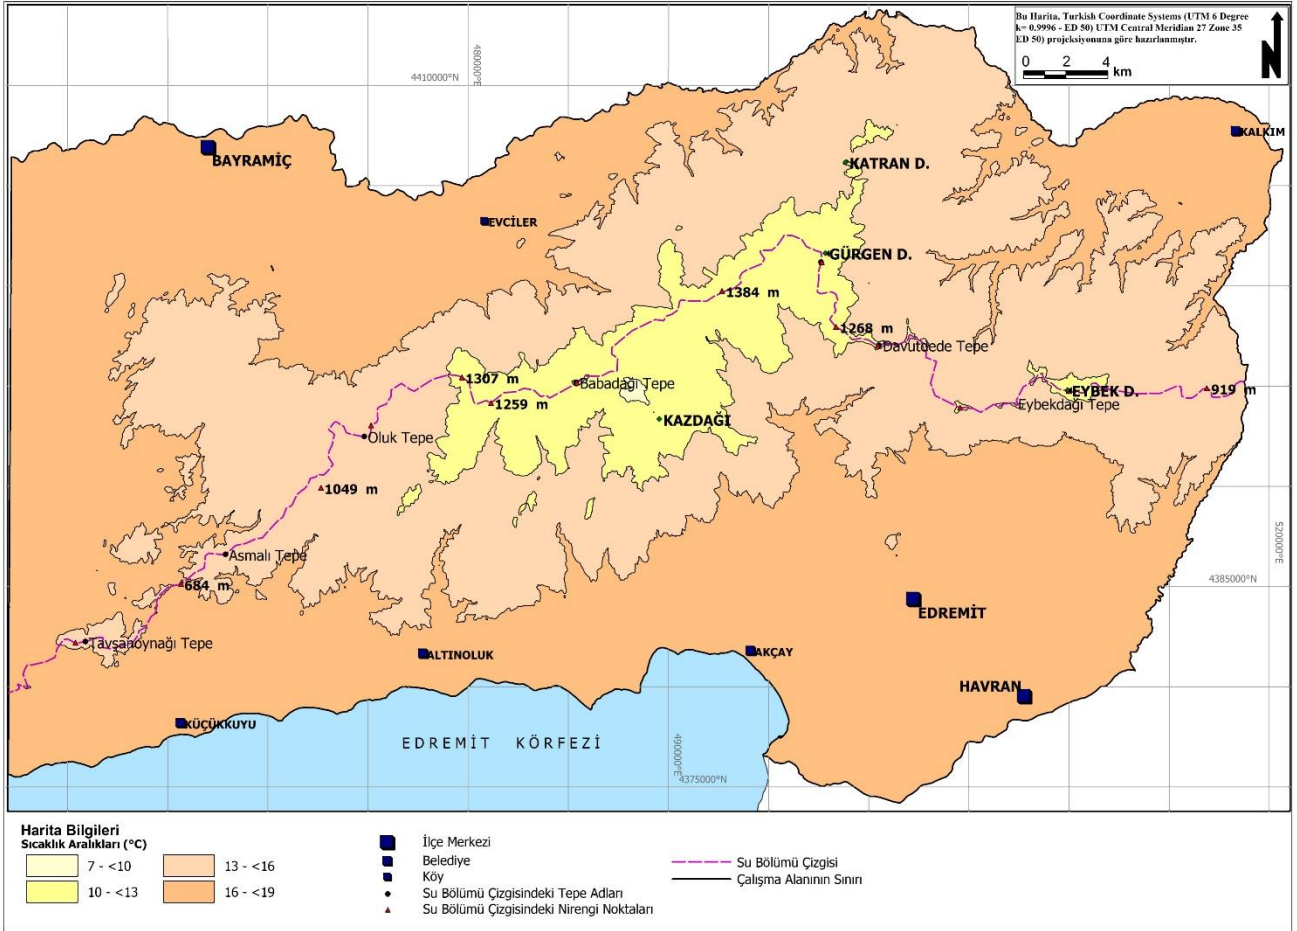 Bu Harita, Turkish Coordinate Systems (UTM 6 Degree
k= 0.9996 - ED 50) UTM Central Meridian 27 Zone 35
ED 50) projeksiyonuna göre hazırlanmıştır.
0 2 4 km
N
480000°E
4410000°N
KALKIM
BAYRAMİÇ
KATRAN D.
EVCİLER
GÜRGEN D.
1384 m
1268 m
Davutdede Tepe
1307 m
Babadağı Tepe
EYBEK D.
919 m
1259 m
Eybekdağı Tepe
KAZDAĞI
Oluk Tepe
1049 m
520000°E
Asmalı Tepe
684 m
4385000°N
EDREMİT
Tavşanoynağı Tepe
ALTINOLUK
AKÇAY
HAVRAN
KÜÇÜKKUYU
EDREMİT KÖRFEZİ
490000°E
4375000°N
Harita Bilgileri
Sıcaklık Aralıkları (°C)
7 - <10
13 - <16
10 - <13
16 - <19
İlçe Merkezi
Belediye
Köy
Su Bölümü Çizgisindeki Tepe Adları
Su Bölümü Çizgisindeki Nirengi Noktaları
Su Bölümü Çizgisi
Çalışma Alanının Sınırı